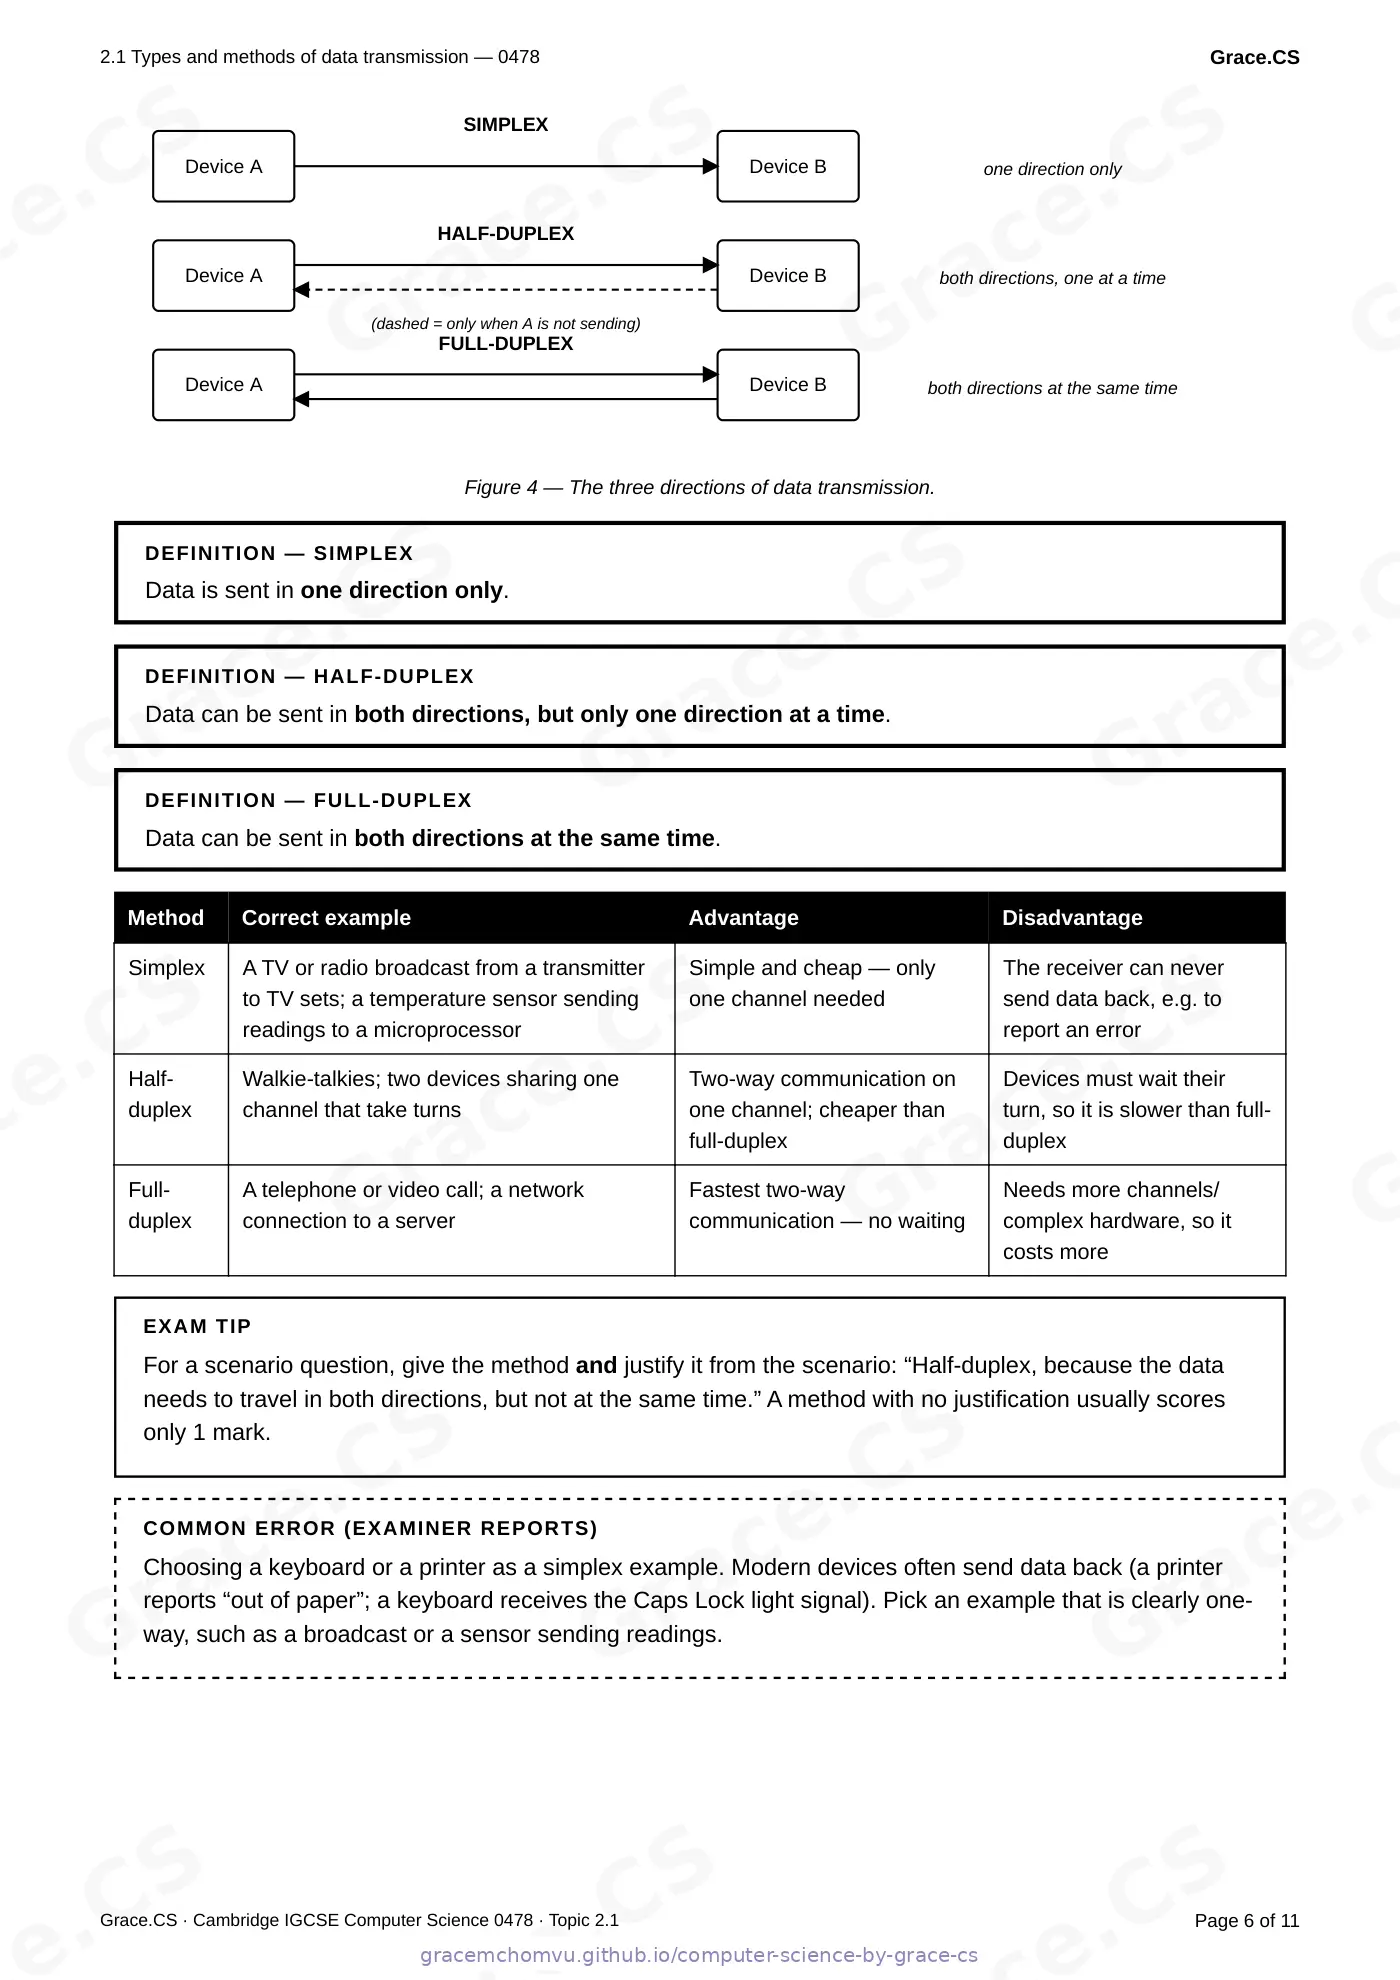 2.1 Types and methods of data transmission — 0478
Grace.CS
SIMPLEX
Device A
Device B
one direction only
HALF-DUPLEX
Device A
Device B
both directions, one at a time
(dashed = only when A is not sending)
FULL-DUPLEX
Device A
Device B
both directions at the same time
Figure 4 — The three directions of data transmission.
DEFINITION — SIMPLEX
Data is sent in one direction only.
DEFINITION — HALF-DUPLEX
Data can be sent in both directions, but only one direction at a time.
DEFINITION — FULL-DUPLEX
Data can be sent in both directions at the same time.
Method Correct example Advantage Disadvantage
Simplex
A TV or radio broadcast from a transmitter
to TV sets; a temperature sensor sending
readings to a microprocessor
Simple and cheap — only
one channel needed
The receiver can never
send data back, e.g. to
report an error
Half-
duplex
Walkie-talkies; two devices sharing one
channel that take turns
Two-way communication on
one channel; cheaper than
full-duplex
Devices must wait their
turn, so it is slower than full-
duplex
Full-
duplex
A telephone or video call; a network
connection to a server
Fastest two-way
communication — no waiting
Needs more channels/
complex hardware, so it
costs more
EXAM TIP
For a scenario question, give the method and justify it from the scenario: “Half-duplex, because the data
needs to travel in both directions, but not at the same time.” A method with no justification usually scores
only 1 mark.
COMMON ERROR (EXAMINER REPORTS)
Choosing a keyboard or a printer as a simplex example. Modern devices often send data back (a printer
reports “out of paper”; a keyboard receives the Caps Lock light signal). Pick an example that is clearly one-
way, such as a broadcast or a sensor sending readings.
Grace.CS · Cambridge IGCSE Computer Science 0478 · Topic 2.1
Page 6 of 11
gracemchomvu.github.io/computer-science-by-grace-cs